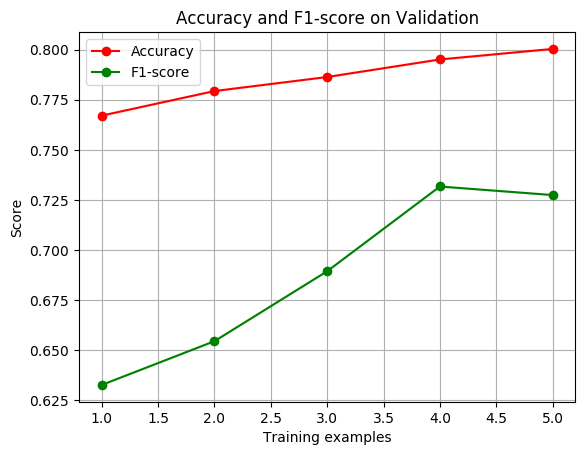 Accuracy and F1-score on Validation
Accuracy
F1-score
0.800
0.775
0.750
0.725
0.700
0.675
0.650
0.625
Score
1.0 1.5 2.0 2.5 3.0 3.5 4.0 4.5 5.0
Training examples